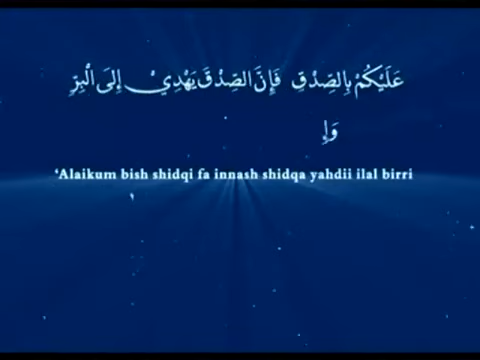 عَلَيْكُمْ بِالصِّدْقِ فَإِنَّ الصِّدْقَ يَهْدِيْ إِلَى الْبِرِّ
وَإِ
‘Alaikum bish shidqi fa innash shidqa yahdii ilal birri